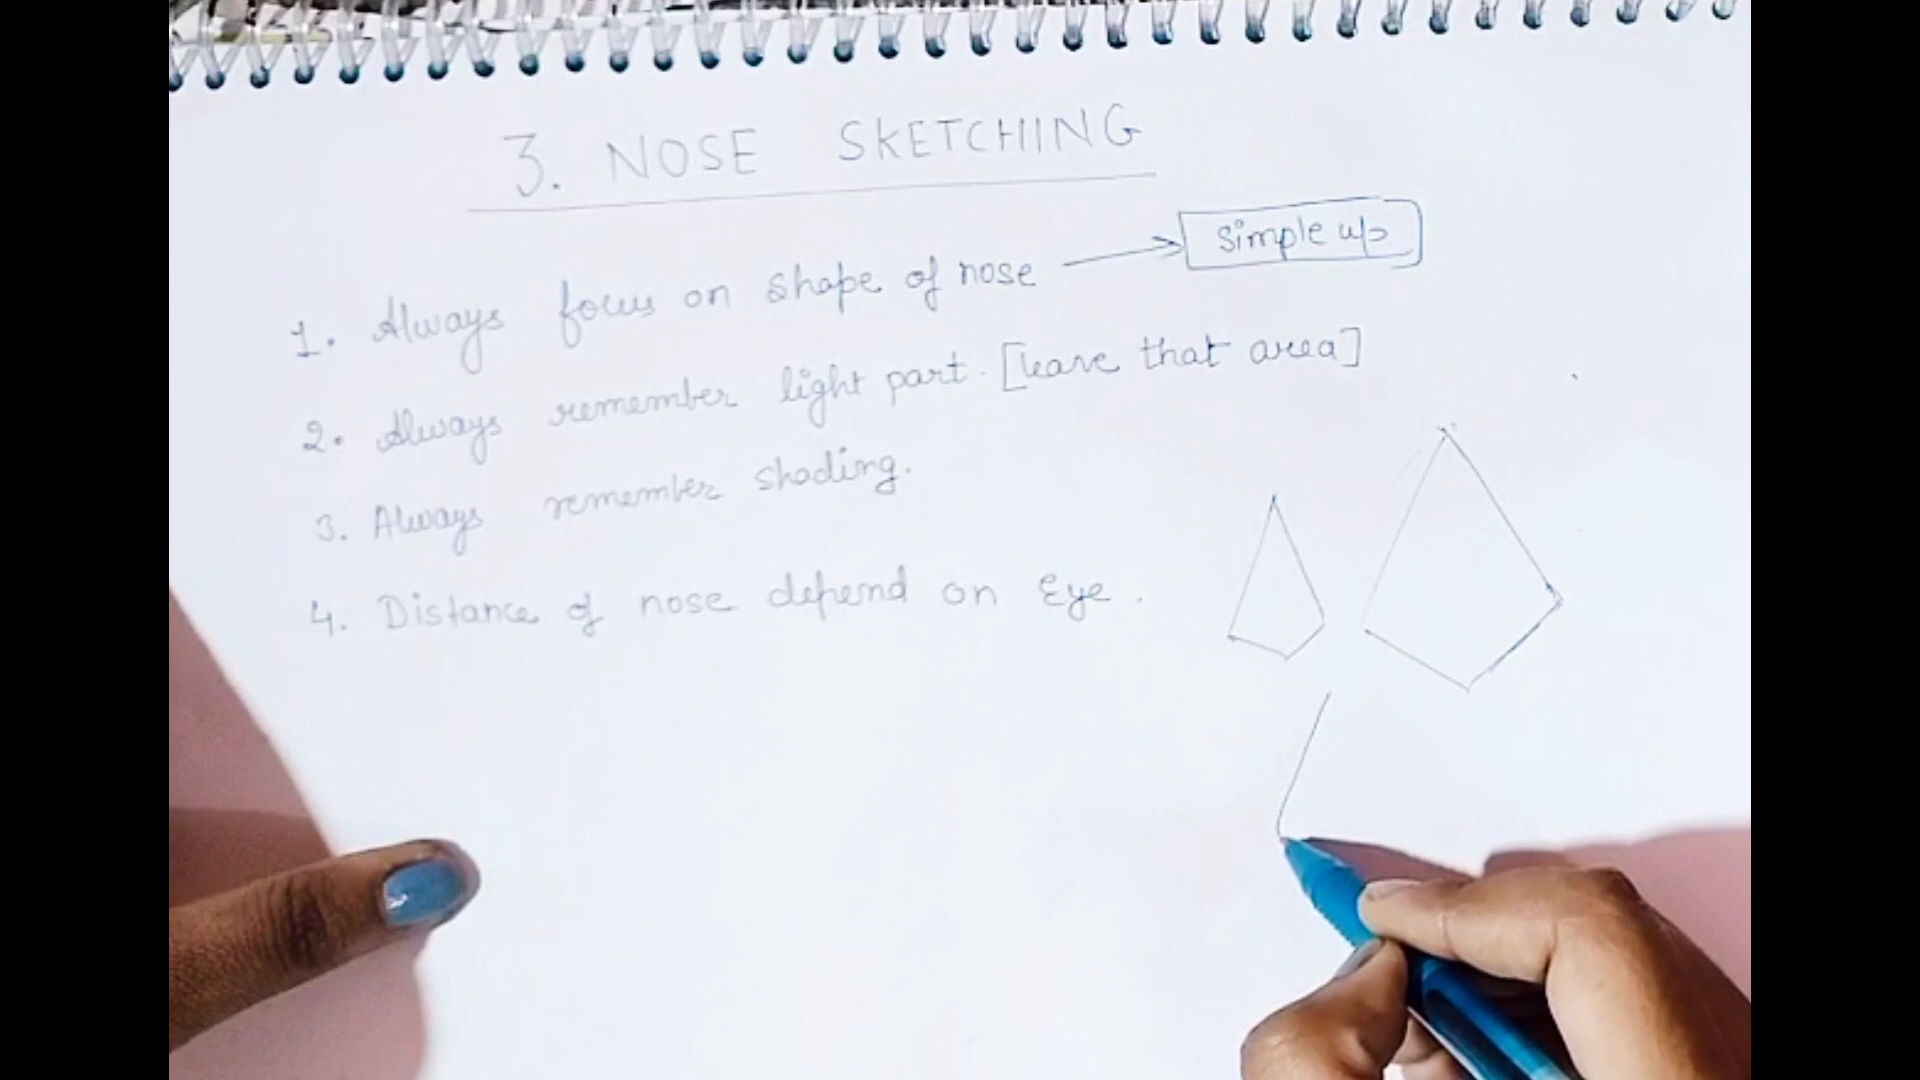 3. NOSE SKETCHING
1. Always focus on shape of nose → simple up
2. Always remember light part. [leave that area]
3. Always remember shading.
4. Distance of nose depend on Eye.